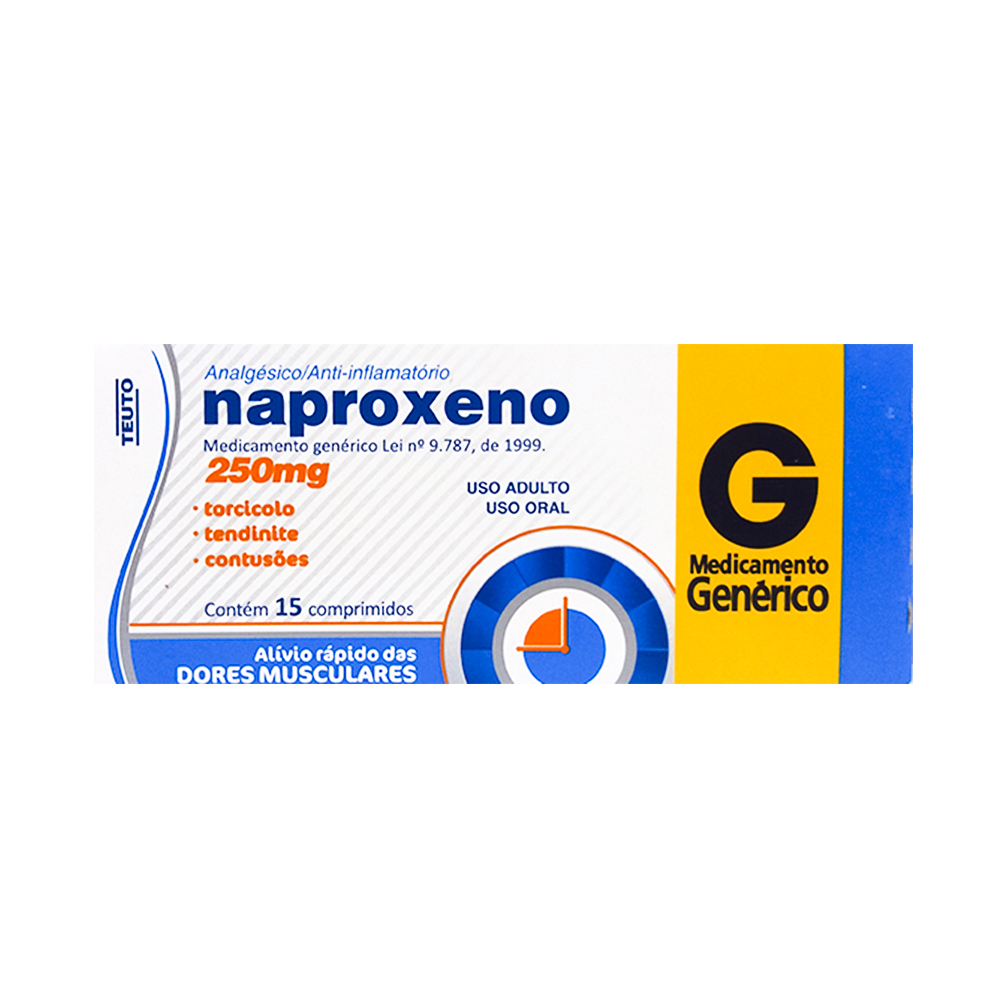 TEUTO
Analgésico/Anti-inflamatório
naproxeno
Medicamento genérico Lei nº 9.787, de 1999.
250mg
• torcicolo
• tendinite
• contusões
USO ADULTO
USO ORAL
Contém 15 comprimidos
Alívio rápido das
DORES MUSCULARES
G
Medicamento
Genérico